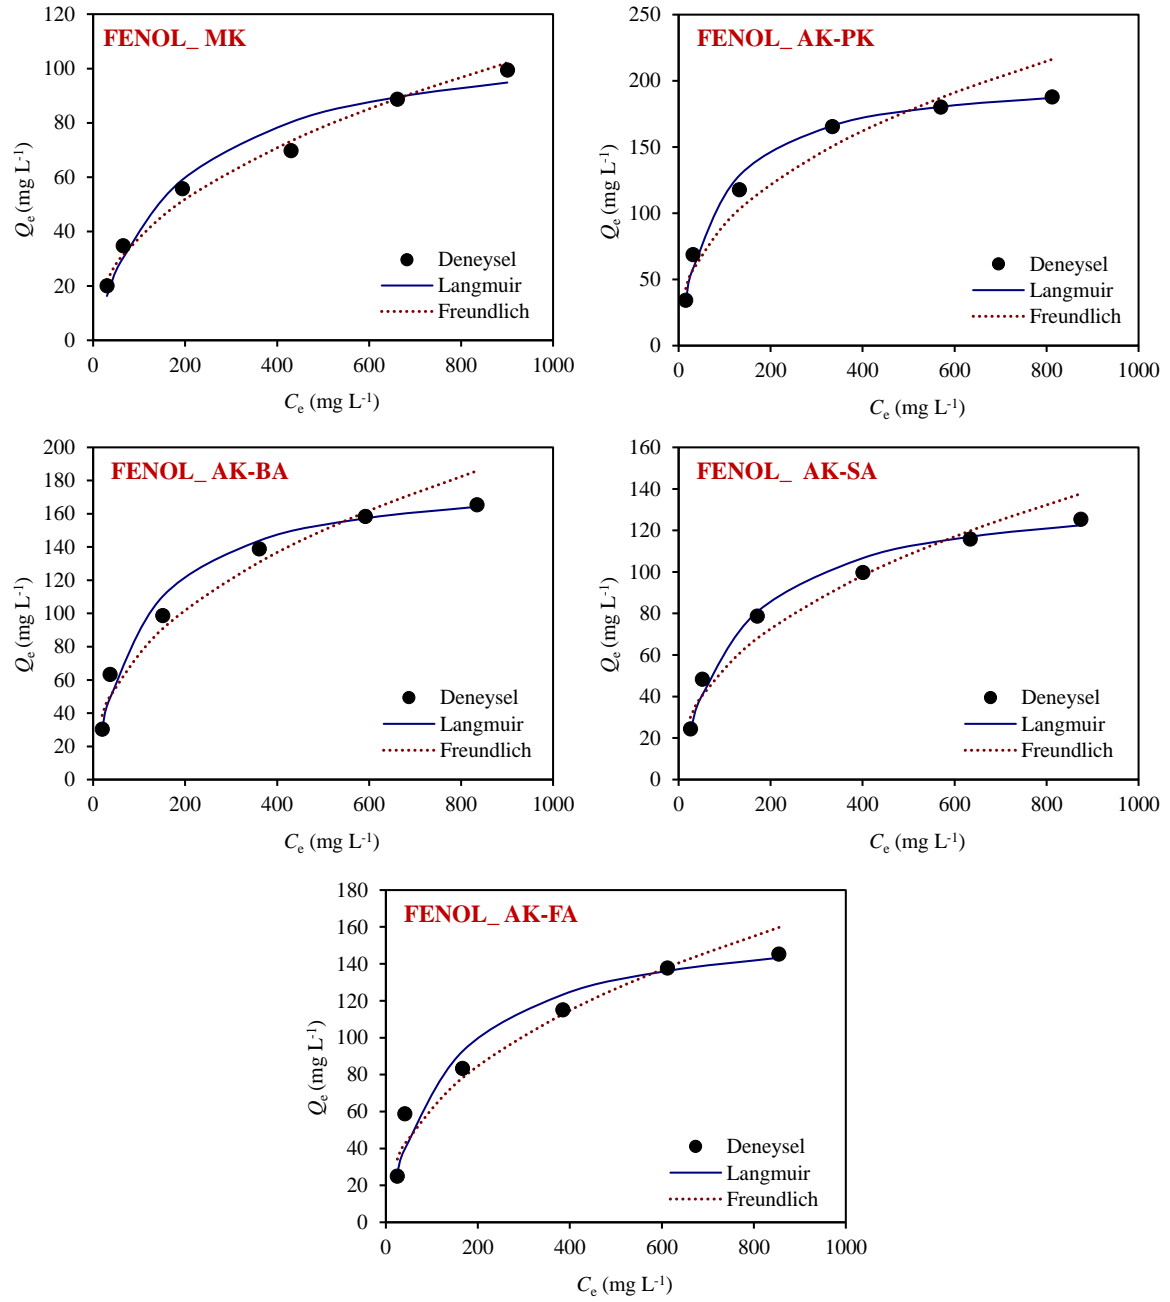 FENOL_ MK
120
100
80
60
40
20
0
Qe (mg L-1)
Deneysel
Langmuir
Freundlich
0 200 400 600 800 1000
Ce (mg L-1)
FENOL_ AK-PK
250
200
150
100
50
0
Qe (mg L-1)
Deneysel
Langmuir
Freundlich
0 200 400 600 800 1000
Ce (mg L-1)
FENOL_ AK-BA
200
180
160
140
120
100
80
60
40
20
0
Qe (mg L-1)
Deneysel
Langmuir
Freundlich
0 200 400 600 800 1000
Ce (mg L-1)
FENOL_ AK-SA
160
140
120
100
80
60
40
20
0
Qe (mg L-1)
Deneysel
Langmuir
Freundlich
0 200 400 600 800 1000
Ce (mg L-1)
FENOL_ AK-FA
180
160
140
120
100
80
60
40
20
0
Qe (mg L-1)
Deneysel
Langmuir
Freundlich
0 200 400 600 800 1000
Ce (mg L-1)